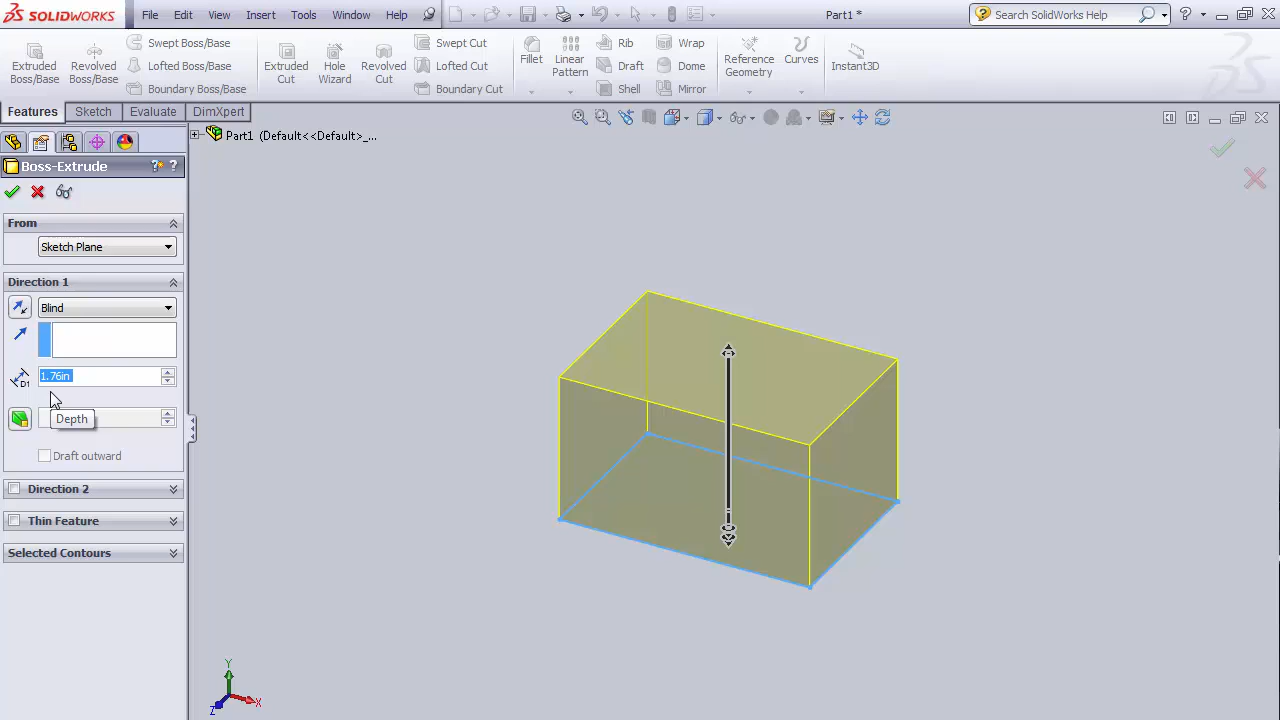 SOLIDWORKS File Edit View Insert Tools Window Help Part1 * Search SolidWorks Help ?
Extruded Boss/Base
Revolved Boss/Base
Swept Boss/Base
Lofted Boss/Base
Boundary Boss/Base
Extruded Cut
Hole Wizard
Revolved Cut
Swept Cut
Lofted Cut
Boundary Cut
Fillet
Linear Pattern
Rib
Draft
Shell
Wrap
Dome
Mirror
Reference Geometry
Curves
Instant3D
Features Sketch Evaluate DimXpert
Part1 (Default<<Default>_...
Boss-Extrude ? ?
From
Sketch Plane
Direction 1
Blind
D1 1.76in
Depth
Draft outward
Direction 2
Thin Feature
Selected Contours
Y
X
Z